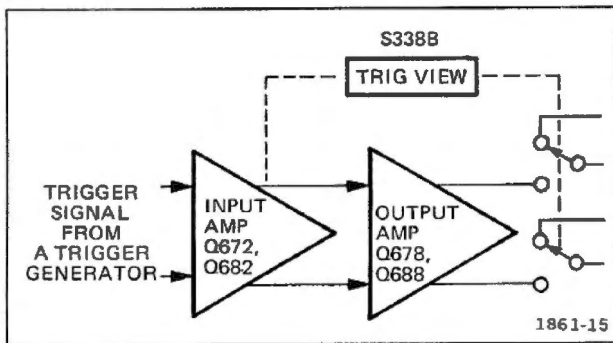 S338B
TRIG VIEW
TRIGGER
SIGNAL
FROM
A TRIGGER
GENERATOR
INPUT
AMP
Q672,
Q682
OUTPUT
AMP
Q678,
Q688
1861-15